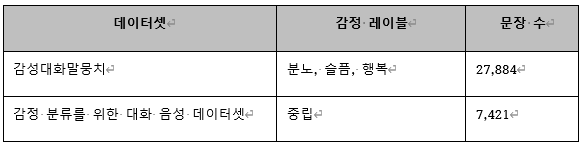 데이터셋 감정 레이블 문장 수
감성대화말뭉치 분노, 슬픔, 행복 27,884
감정 분류를 위한 대화 음성 데이터셋 중립 7,421